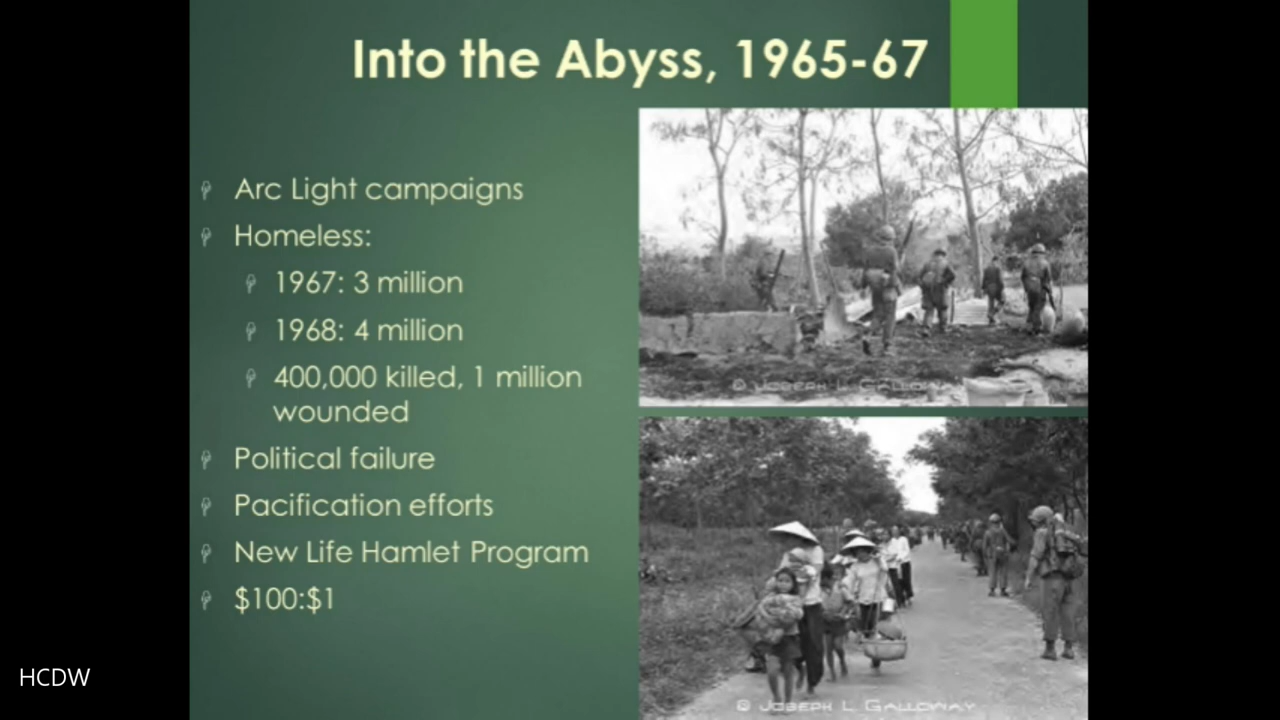 Into the Abyss, 1965-67
Arc Light campaigns
Homeless:
1967: 3 million
1968: 4 million
400,000 killed, 1 million
wounded
Political failure
Pacification efforts
New Life Hamlet Program
$100:$1
© JOSEPH L. GALLOWAY
© JOSEPH L. GALLOWAY
HCDW